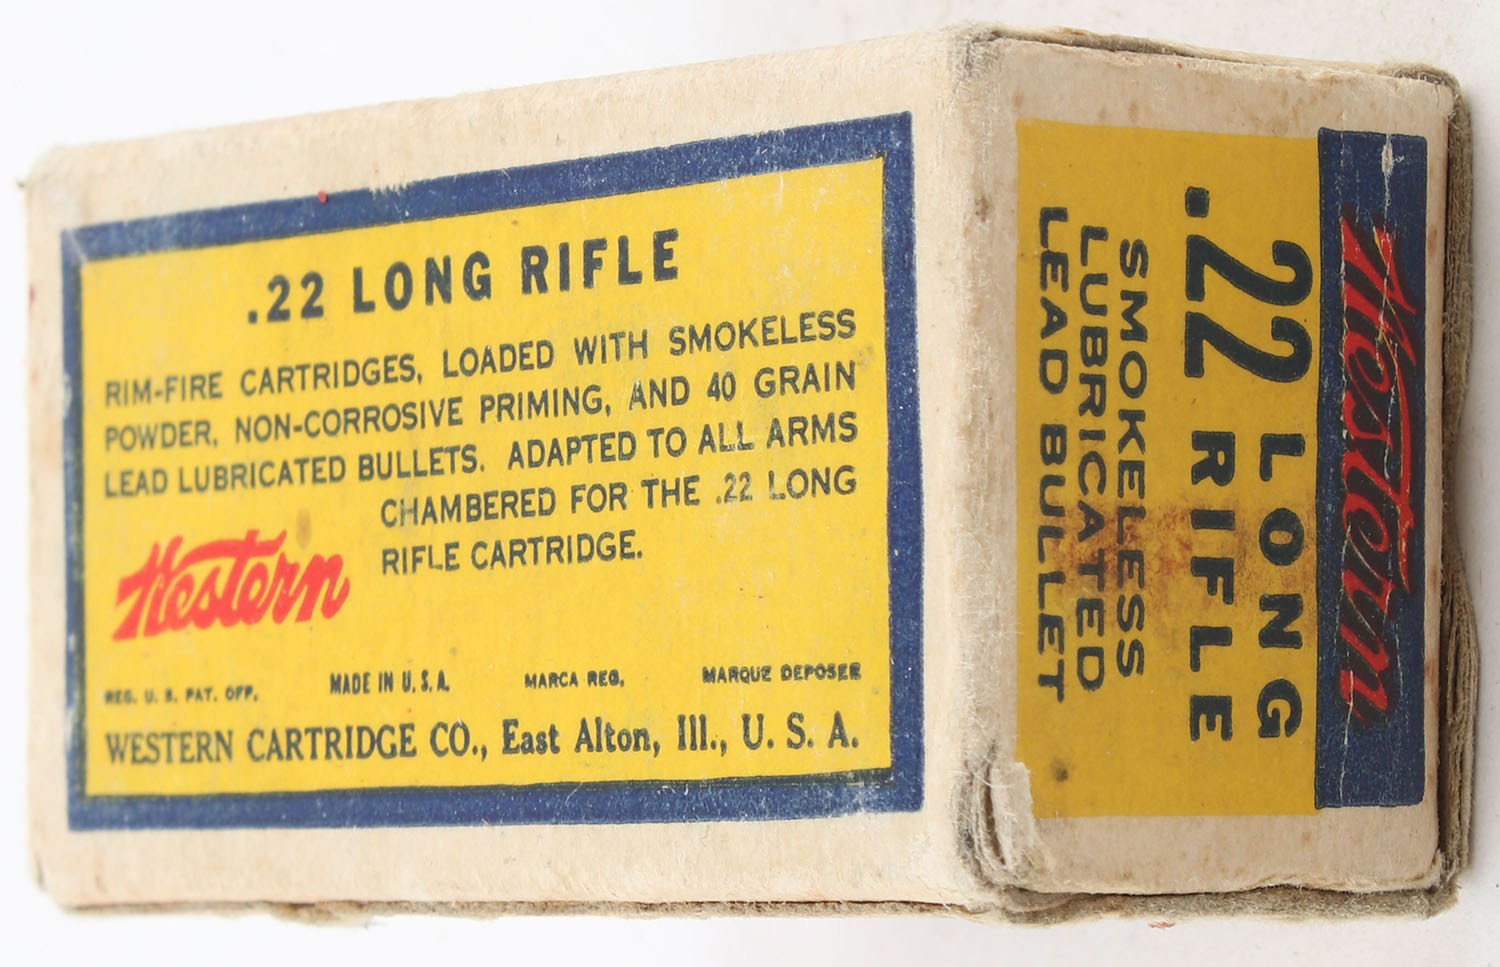 .22 LONG RIFLE
RIM-FIRE CARTRIDGES, LOADED WITH SMOKELESS
POWDER, NON-CORROSIVE PRIMING, AND 40 GRAIN
LEAD LUBRICATED BULLETS. ADAPTED TO ALL ARMS
CHAMBERED FOR THE .22 LONG
RIFLE CARTRIDGE.
Western
REG. U. S. PAT. OFF. MADE IN U.S.A. MARCA REG. MARQUE DEPOSEE
WESTERN CARTRIDGE CO., East Alton, Ill., U. S. A.
Western
.22 LONG
RIFLE
SMOKELESS
LUBRICATED
LEAD BULLET